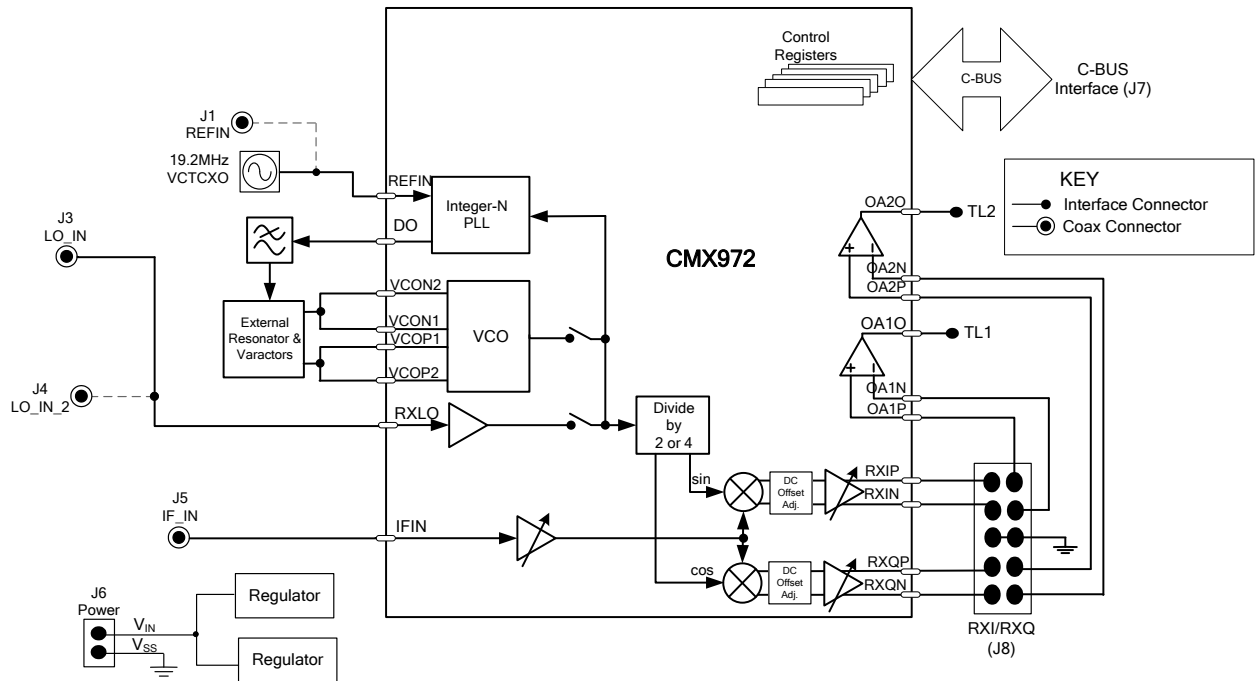 Control
Registers
C-BUS
C-BUS
Interface (J7)
J1
REFIN
19.2MHz
VCTCXO
REFIN
Integer-N
PLL
DO
J3
LO_IN
CMX972
KEY
Interface Connector
Coax Connector
OA2O
TL2
OA2N
OA2P
VCON2
VCON1
VCOP1
VCOP2
VCO
External
Resonator &
Varactors
OA1O
TL1
OA1N
OA1P
J4
LO_IN_2
RXLO
Divide
by
2 or 4
sin
DC
Offset
Adj.
RXIP
RXIN
J5
IF_IN
IFIN
cos
DC
Offset
Adj.
RXQP
RXQN
RXI/RXQ
(J8)
J6
Power
VIN
VSS
Regulator
Regulator
+
+